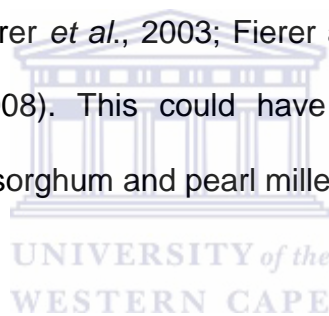 rer et al., 2003; Fierer
08). This could have
sorghum and pearl mille
UNIVERSITY of the
WESTERN CAPE